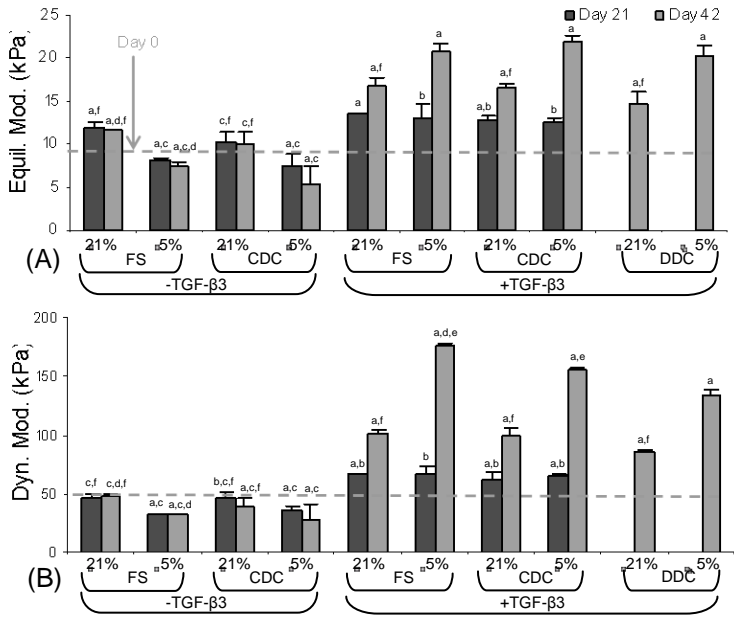 25
20
15
10
5
0
Equil. Mod. (kPa)
Day 21 Day 42
Day 0
a,f a,d,f a,c a,c,d c,f c,f a,c a,c a a,f b a a,b a,f b a a,f a
21% 5% 21% 5% 21% 5% 21% 5% 21% 5%
(A) FS CDC FS CDC DDC
-TGF-β3 +TGF-β3
200
150
100
50
0
Dyn. Mod. (kPa)
c,f c,d,f a,c a,c,d b,c,f a,c,f a,c a,c a,b a,f b a,d,e a,b a,f a,b a,e a,f a
21% 5% 21% 5% 21% 5% 21% 5% 21% 5%
(B) FS CDC FS CDC DDC
-TGF-β3 +TGF-β3